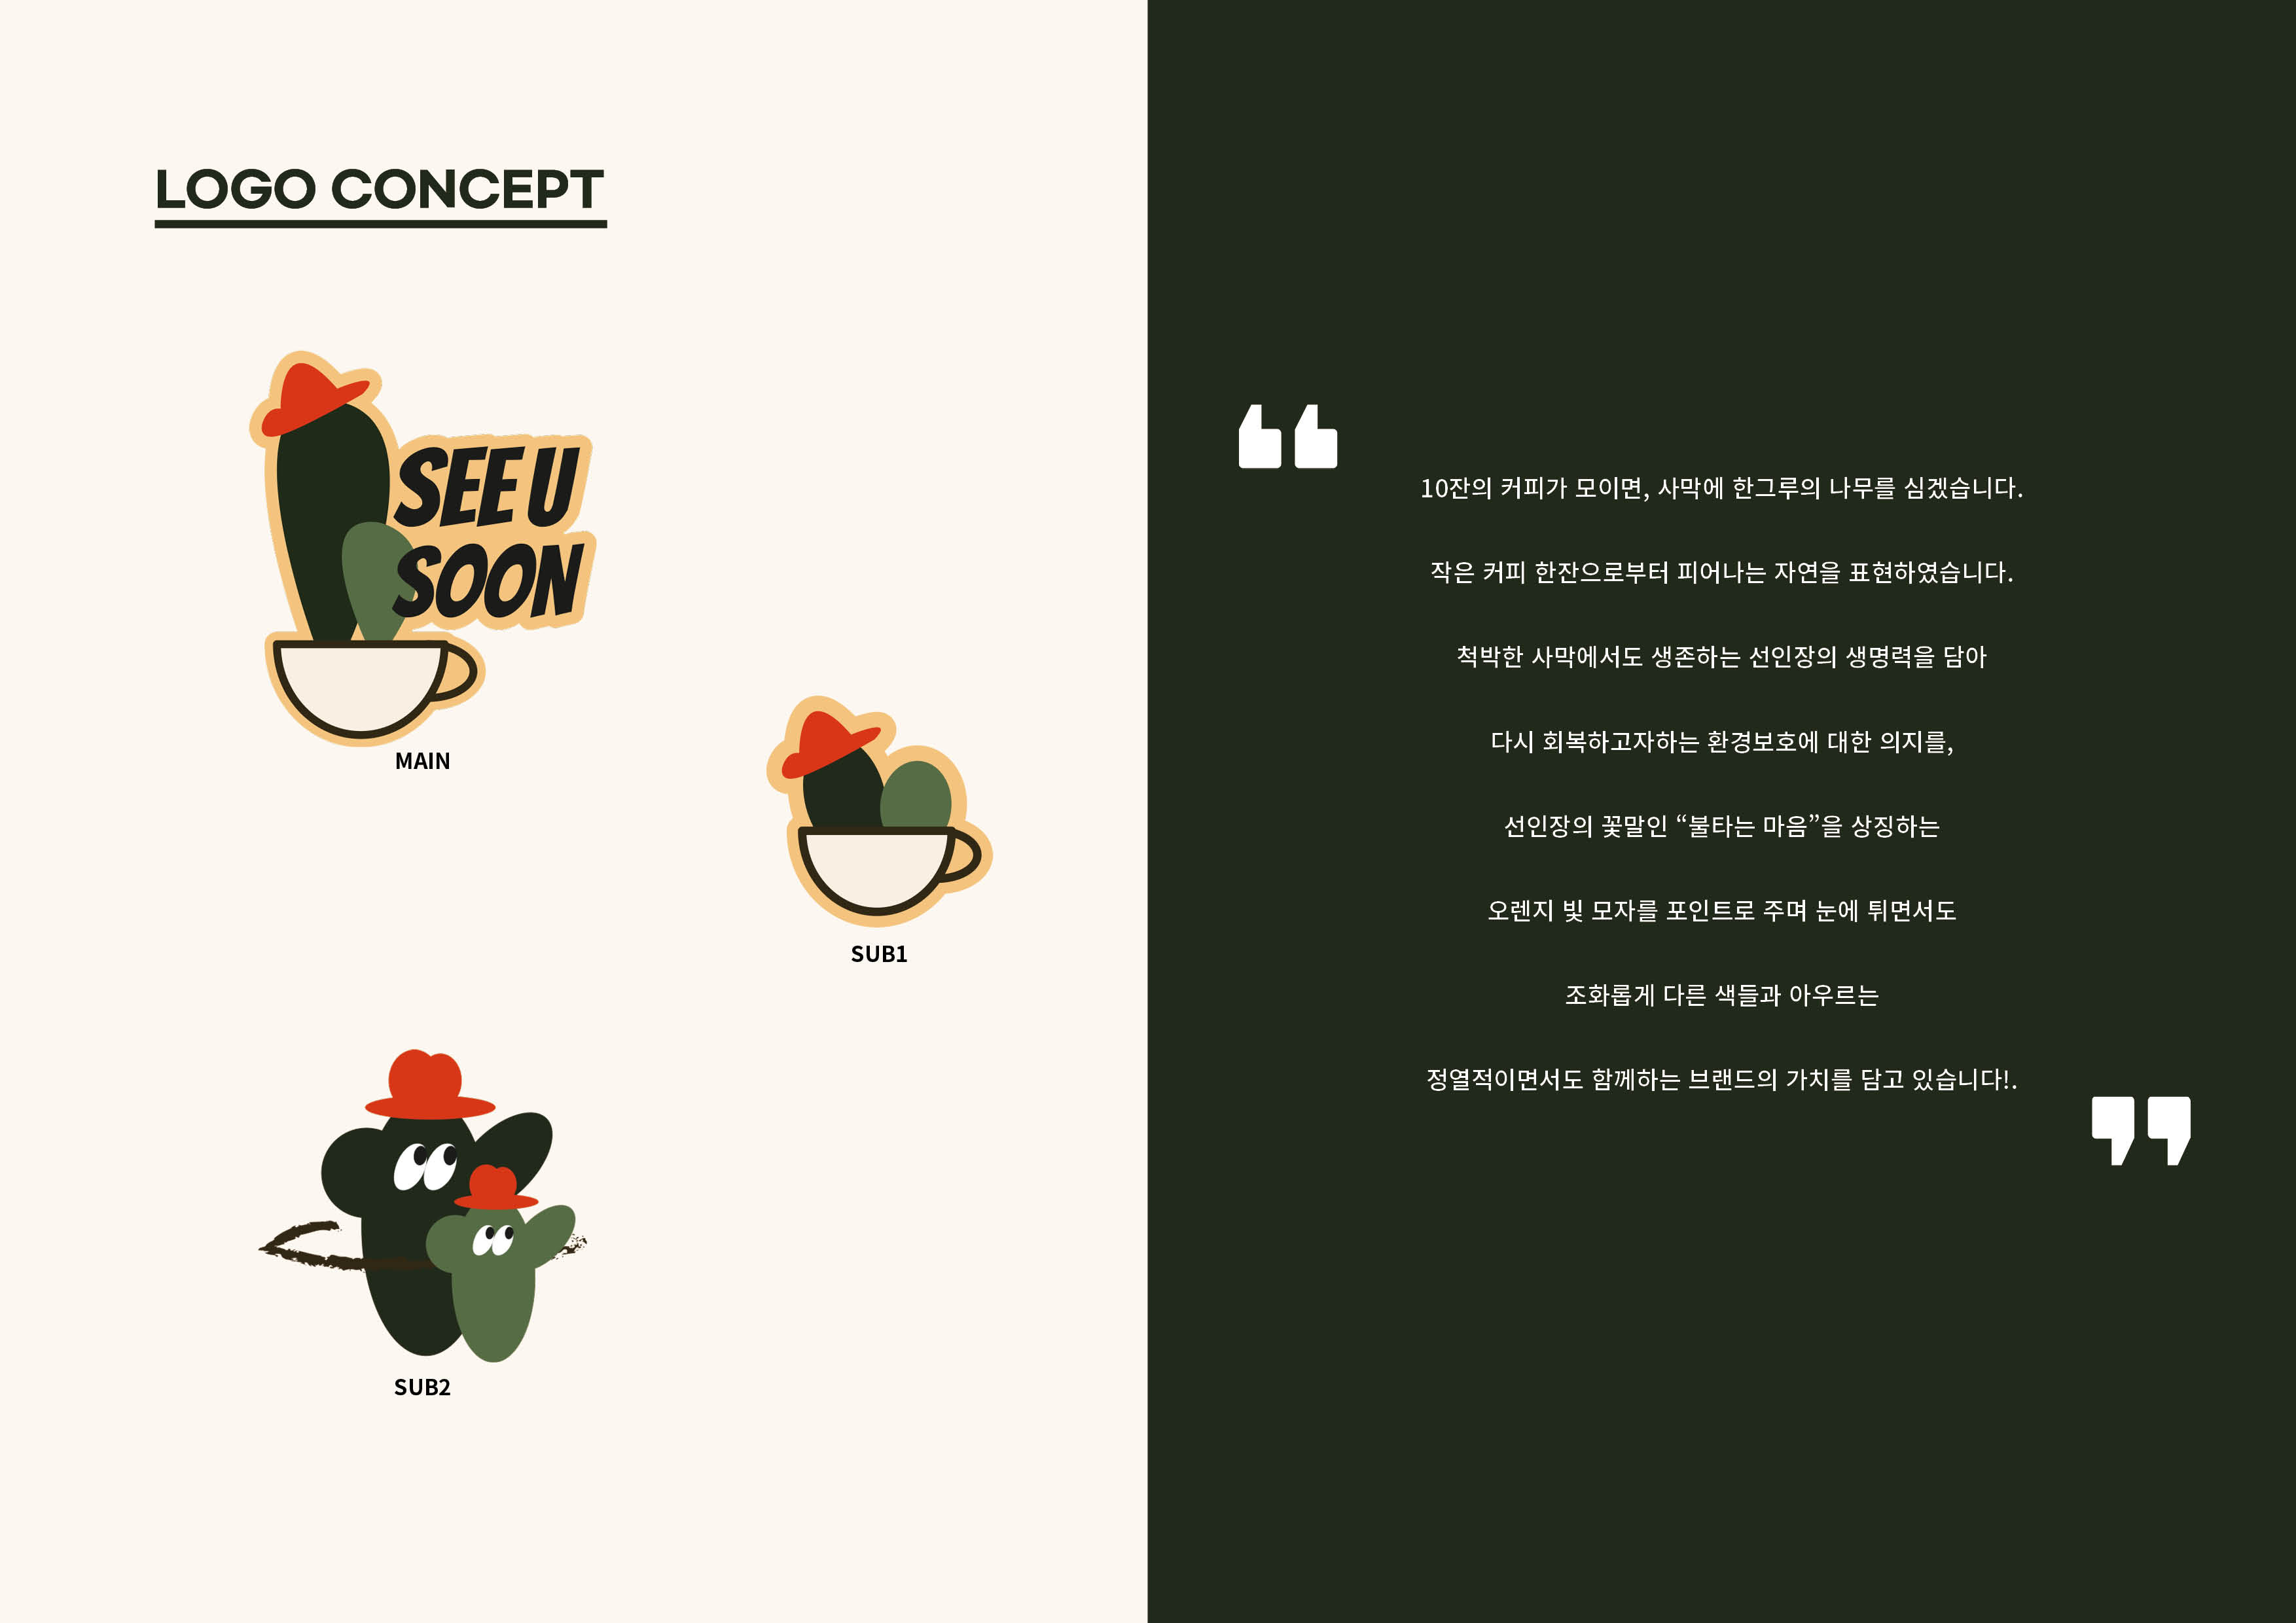 LOGO CONCEPT
SEE U
SOON
MAIN
SUB1
SUB2
10잔의 커피가 모이면, 사막에 한그루의 나무를 심겠습니다.
작은 커피 한잔으로부터 피어나는 자연을 표현하였습니다.
척박한 사막에서도 생존하는 선인장의 생명력을 담아
다시 회복하고자하는 환경보호에 대한 의지를,
선인장의 꽃말인 “불타는 마음”을 상징하는
오렌지 빛 모자를 포인트로 주며 눈에 튀면서도
조화롭게 다른 색들과 아우르는
정열적이면서도 함께하는 브랜드의 가치를 담고 있습니다!.